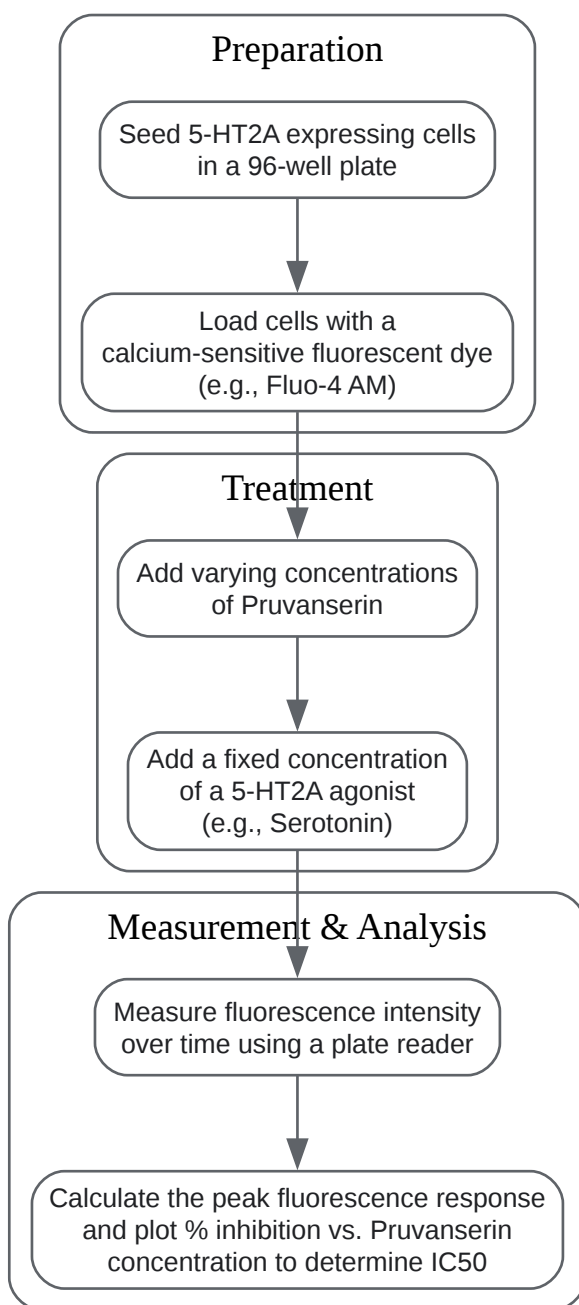 Preparation
Seed 5-HT2A expressing cells
in a 96-well plate
Load cells with a
calcium-sensitive fluorescent dye
(e.g., Fluo-4 AM)
Treatment
Add varying concentrations
of Pruvanserin
Add a fixed concentration
of a 5-HT2A agonist
(e.g., Serotonin)
Measurement & Analysis
Measure fluorescence intensity
over time using a plate reader
Calculate the peak fluorescence response
and plot % inhibition vs. Pruvanserin
concentration to determine IC50